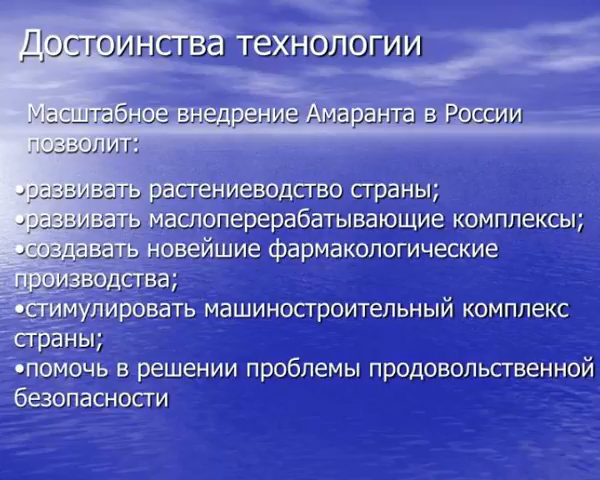 Достоинства технологии
Масштабное внедрение Амаранта в России
позволит:
•развивать растениеводство страны;
•развивать маслоперерабатывающие комплексы;
•создавать новейшие фармакологические
производства;
•стимулировать машиностроительный комплекс
страны;
•помочь в решении проблемы продовольственной
безопасности